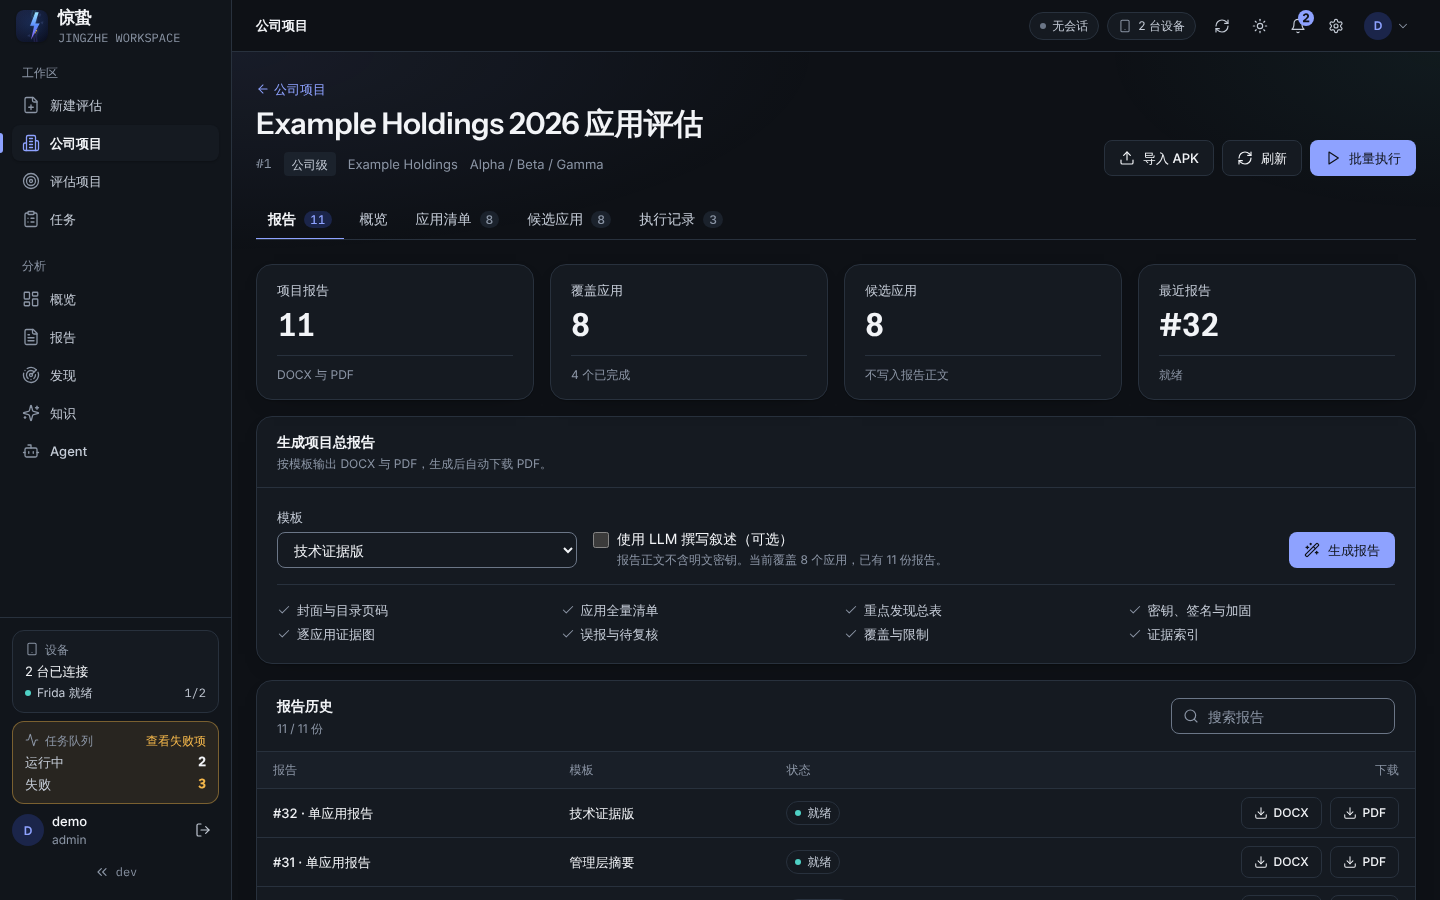 惊蛰
JINGZHE WORKSPACE
工作区
新建评估
公司项目
评估项目
任务
分析
概览
报告
发现
知识
Agent
设备
2 台已连接
Frida 就绪 1/2
任务队列 查看失败项
运行中 2
失败 3
D demo
admin
dev
公司项目
无会话
2 台设备
2
D
公司项目
Example Holdings 2026 应用评估
#1 公司级 Example Holdings Alpha / Beta / Gamma
导入 APK 刷新 批量执行
报告 11 概览 应用清单 8 候选应用 8 执行记录 3
项目报告
11
DOCX 与 PDF
覆盖应用
8
4 个已完成
候选应用
8
不写入报告正文
最近报告
#32
就绪
生成项目总报告
按模板输出 DOCX 与 PDF，生成后自动下载 PDF。
模板
技术证据版
使用 LLM 撰写叙述（可选）
报告正文不含明文密钥。当前覆盖 8 个应用，已有 11 份报告。
生成报告
封面与目录页码 应用全量清单 重点发现总表 密钥、签名与加固
逐应用证据图 误报与待复核 覆盖与限制 证据索引
报告历史
11 / 11 份
搜索报告
报告 模板 状态 下载
#32 · 单应用报告 技术证据版 就绪 DOCX PDF
#31 · 单应用报告 管理层摘要 就绪 DOCX PDF